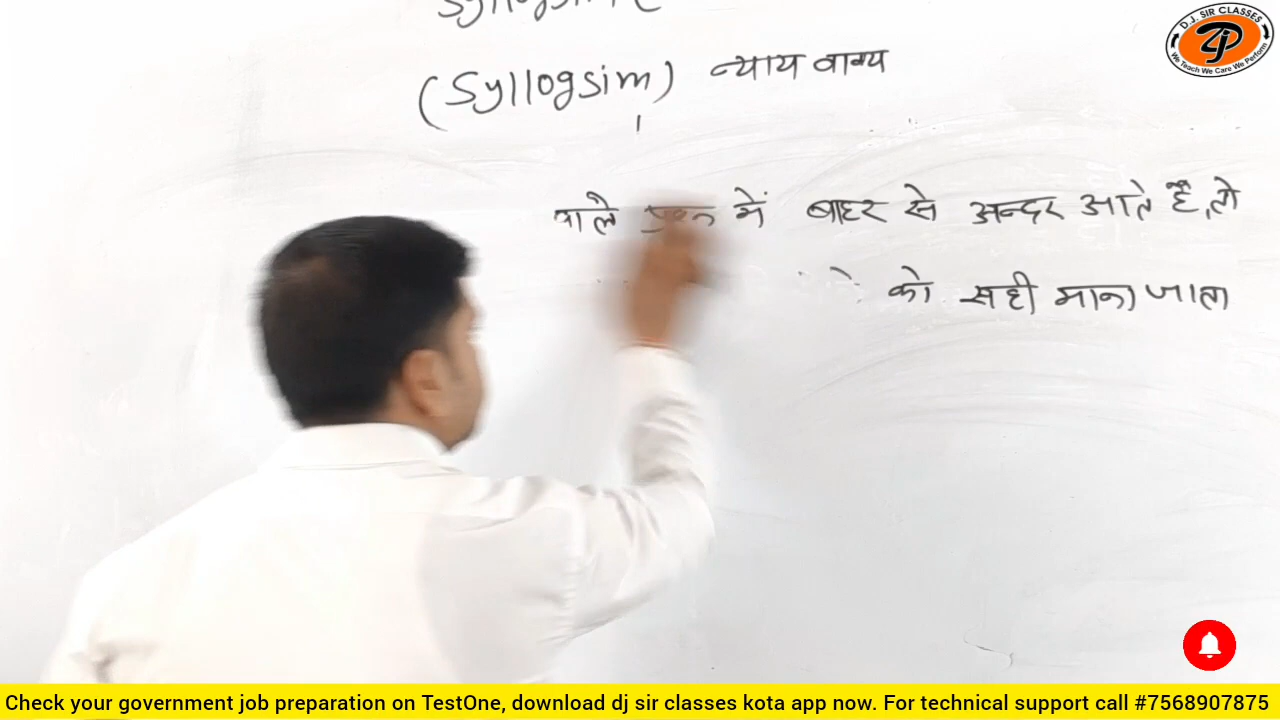 D.J. SIR CLASSES
We Teach We Care We Perform
(Syllogsim) न्याय वाक्य
वाले प्रश्न में बाहर से अन्दर आते हैं, तो
को सही माना जाता
Check your government job preparation on TestOne, download dj sir classes kota app now. For technical support call #7568907875